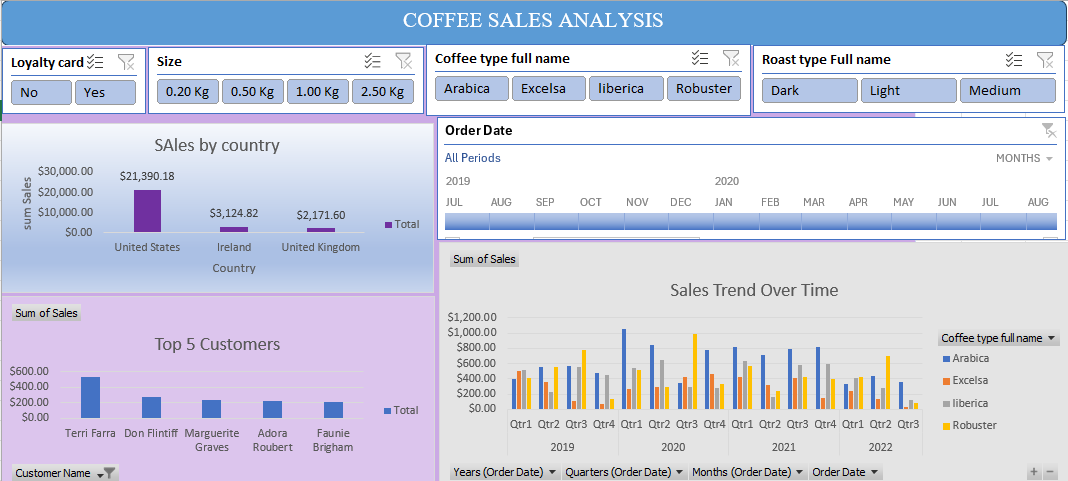 COFFEE SALES ANALYSIS
Loyalty card
No Yes
Size
0.20 Kg 0.50 Kg 1.00 Kg 2.50 Kg
Coffee type full name
Arabica Excelsa liberica Robuster
Roast type Full name
Dark Light Medium
SAles by country
sum Sales
$30,000.00
$20,000.00
$10,000.00
$0.00
$21,390.18
$3,124.82
$2,171.60
United States Ireland United Kingdom
Country
Total
Order Date
All Periods
MONTHS
2019 2020
JUL AUG SEP OCT NOV DEC JAN FEB MAR APR MAY JUN JUL AUG
Sum of Sales
Top 5 Customers
$600.00
$400.00
$200.00
$0.00
Terri Farra Don Flintiff Marguerite Graves Adora Roubert Faunie Brigham
Total
Customer Name
Sum of Sales
Sales Trend Over Time
$1,200.00
$1,000.00
$800.00
$600.00
$400.00
$200.00
$0.00
Qtr1 Qtr2 Qtr3 Qtr4 Qtr1 Qtr2 Qtr3 Qtr4 Qtr1 Qtr2 Qtr3 Qtr4 Qtr1 Qtr2 Qtr3
2019 2020 2021 2022
Coffee type full name
Arabica
Excelsa
liberica
Robuster
Years (Order Date) Quarters (Order Date) Months (Order Date) Order Date